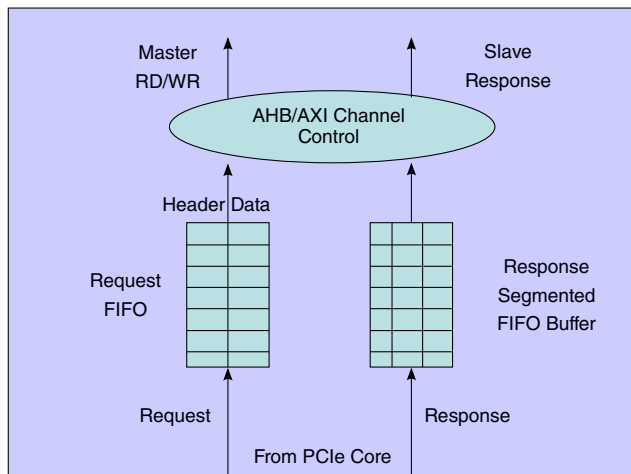 Master
RD/WR
Slave
Response
AHB/AXI Channel
Control
Header Data
Request
FIFO
Response
Segmented
FIFO Buffer
Request
Response
From PCIe Core